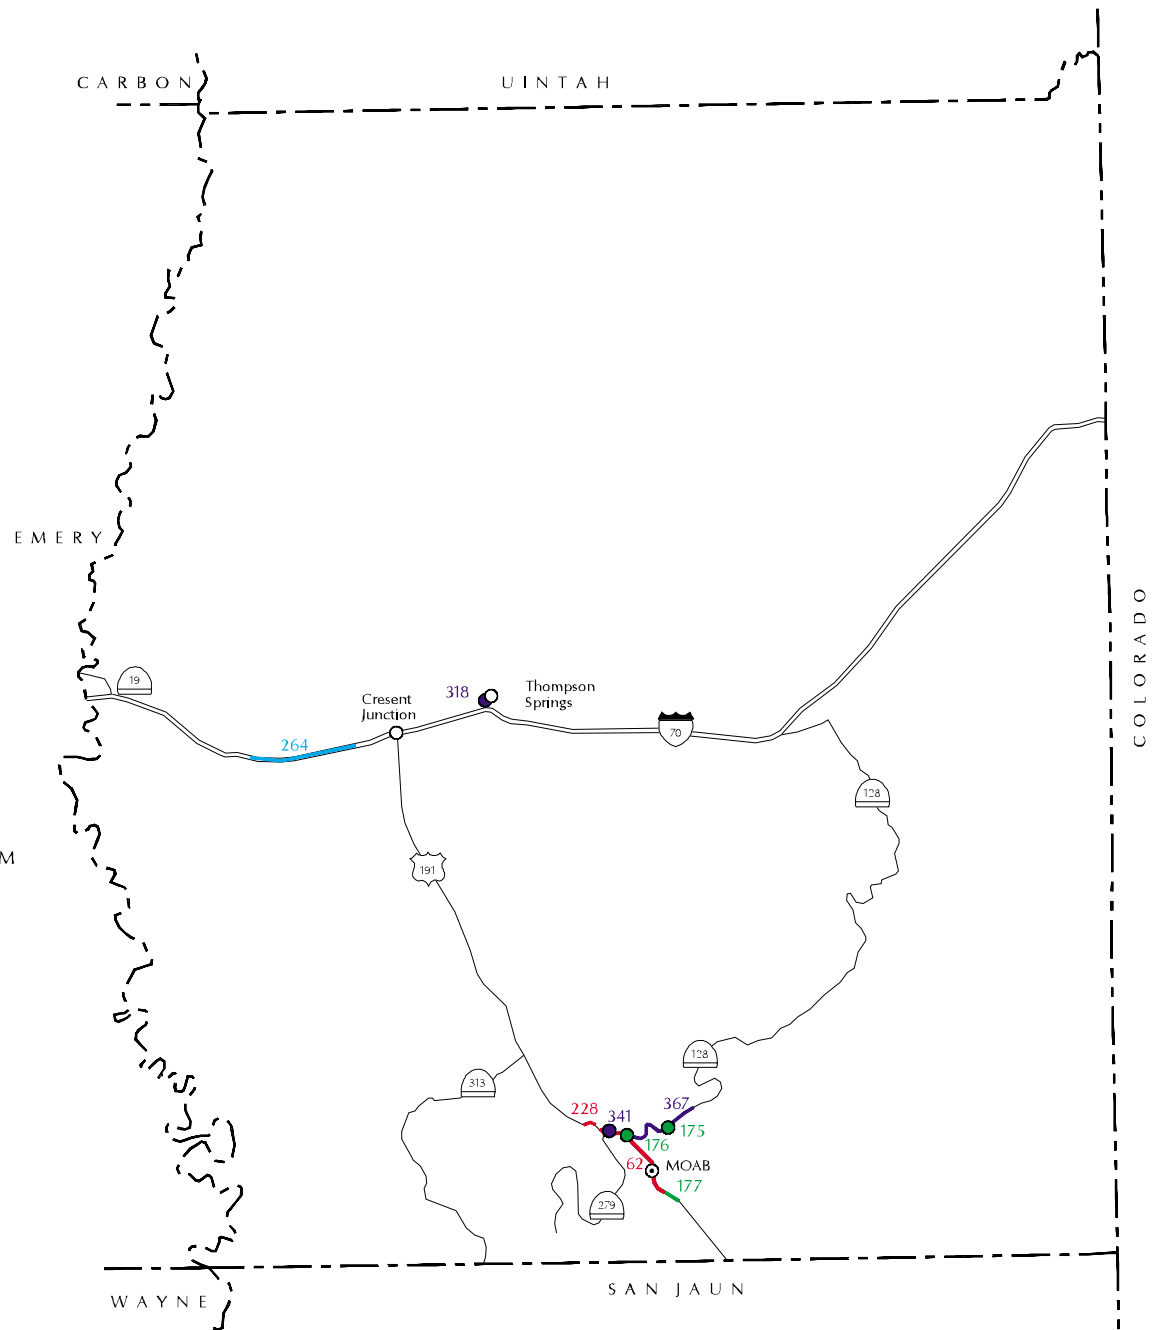 CARBON
UINTAH
EMERY
COLORADO
19
318
Thompson
Springs
Cresent
Junction
264
70
128
M
191
128
313
228
341
367
175
176
62
MOAB
177
279
SAN JAUN
WAYNE